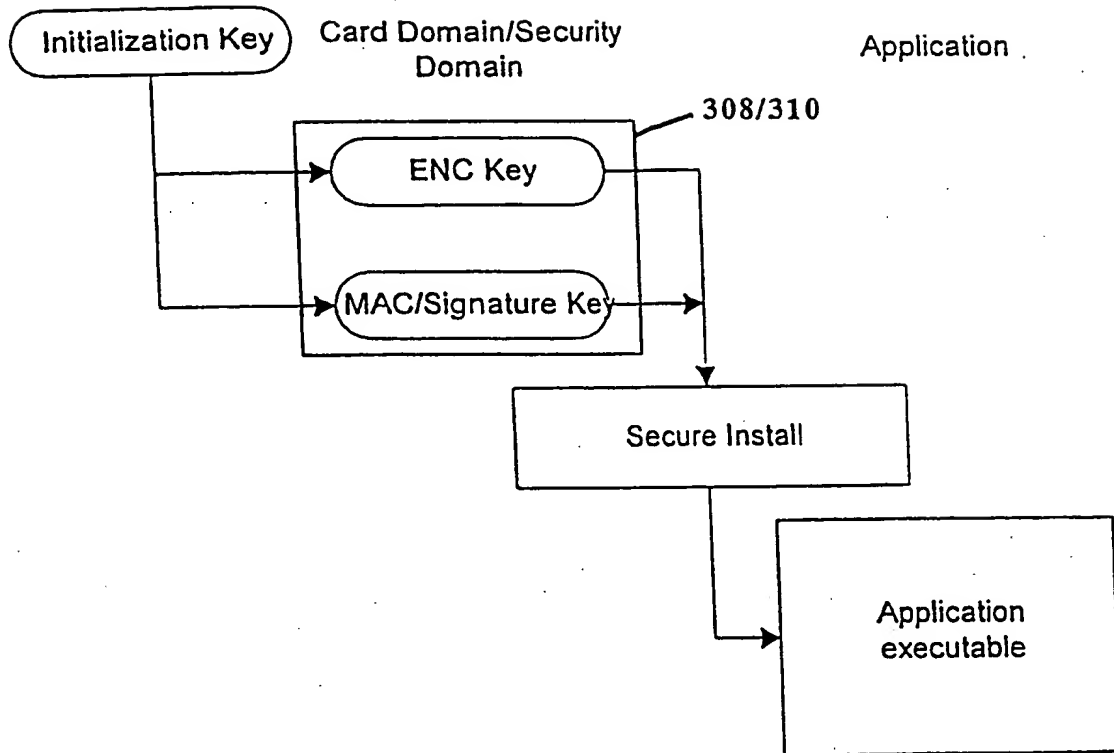 Initialization Key
Card Domain/Security
Domain
Application
308/310
ENC Key
MAC/Signature Key
Secure Install
Application
executable